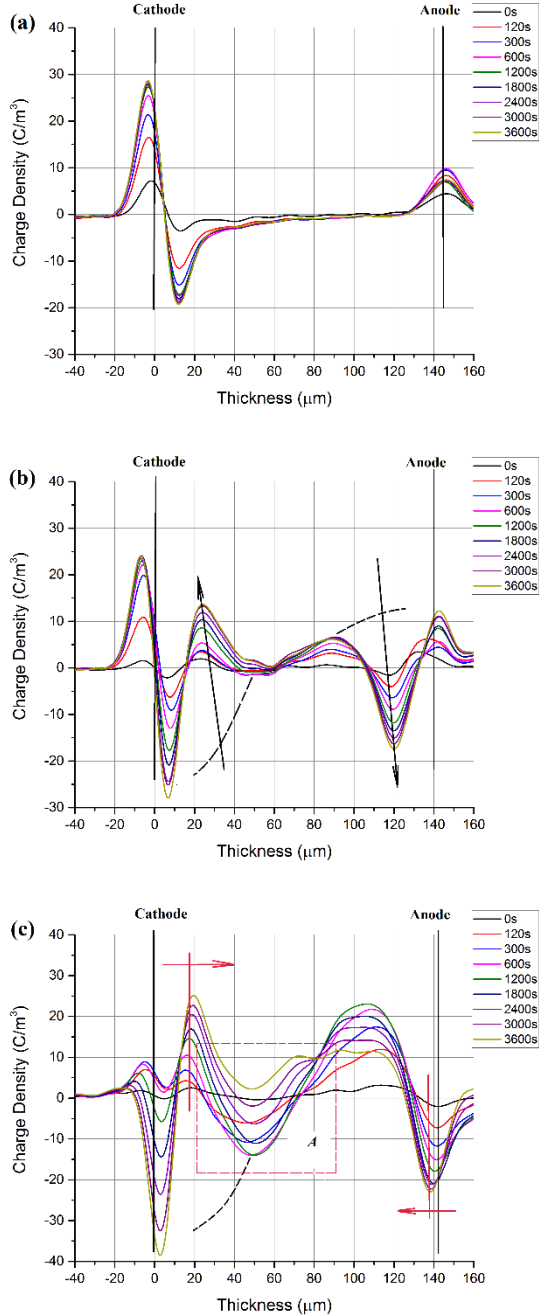 (a)
Cathode
Anode
0s
120s
300s
600s
1200s
1800s
2400s
3000s
3600s
Charge Density (C/m³)
40
30
20
10
0
-10
-20
-30
-40 -20 0 20 40 60 80 100 120 140 160
Thickness (μm)
(b)
Cathode
Anode
0s
120s
300s
600s
1200s
1800s
2400s
3000s
3600s
Charge Density (C/m³)
40
30
20
10
0
-10
-20
-30
-40 -20 0 20 40 60 80 100 120 140 160
Thickness (μm)
(c)
Cathode
Anode
0s
120s
300s
600s
1200s
1800s
2400s
3000s
3600s
Charge Density (C/m³)
40
30
20
10
0
-10
-20
-30
-40
A
-40 -20 0 20 40 60 80 100 120 140 160
Thickness (μm)